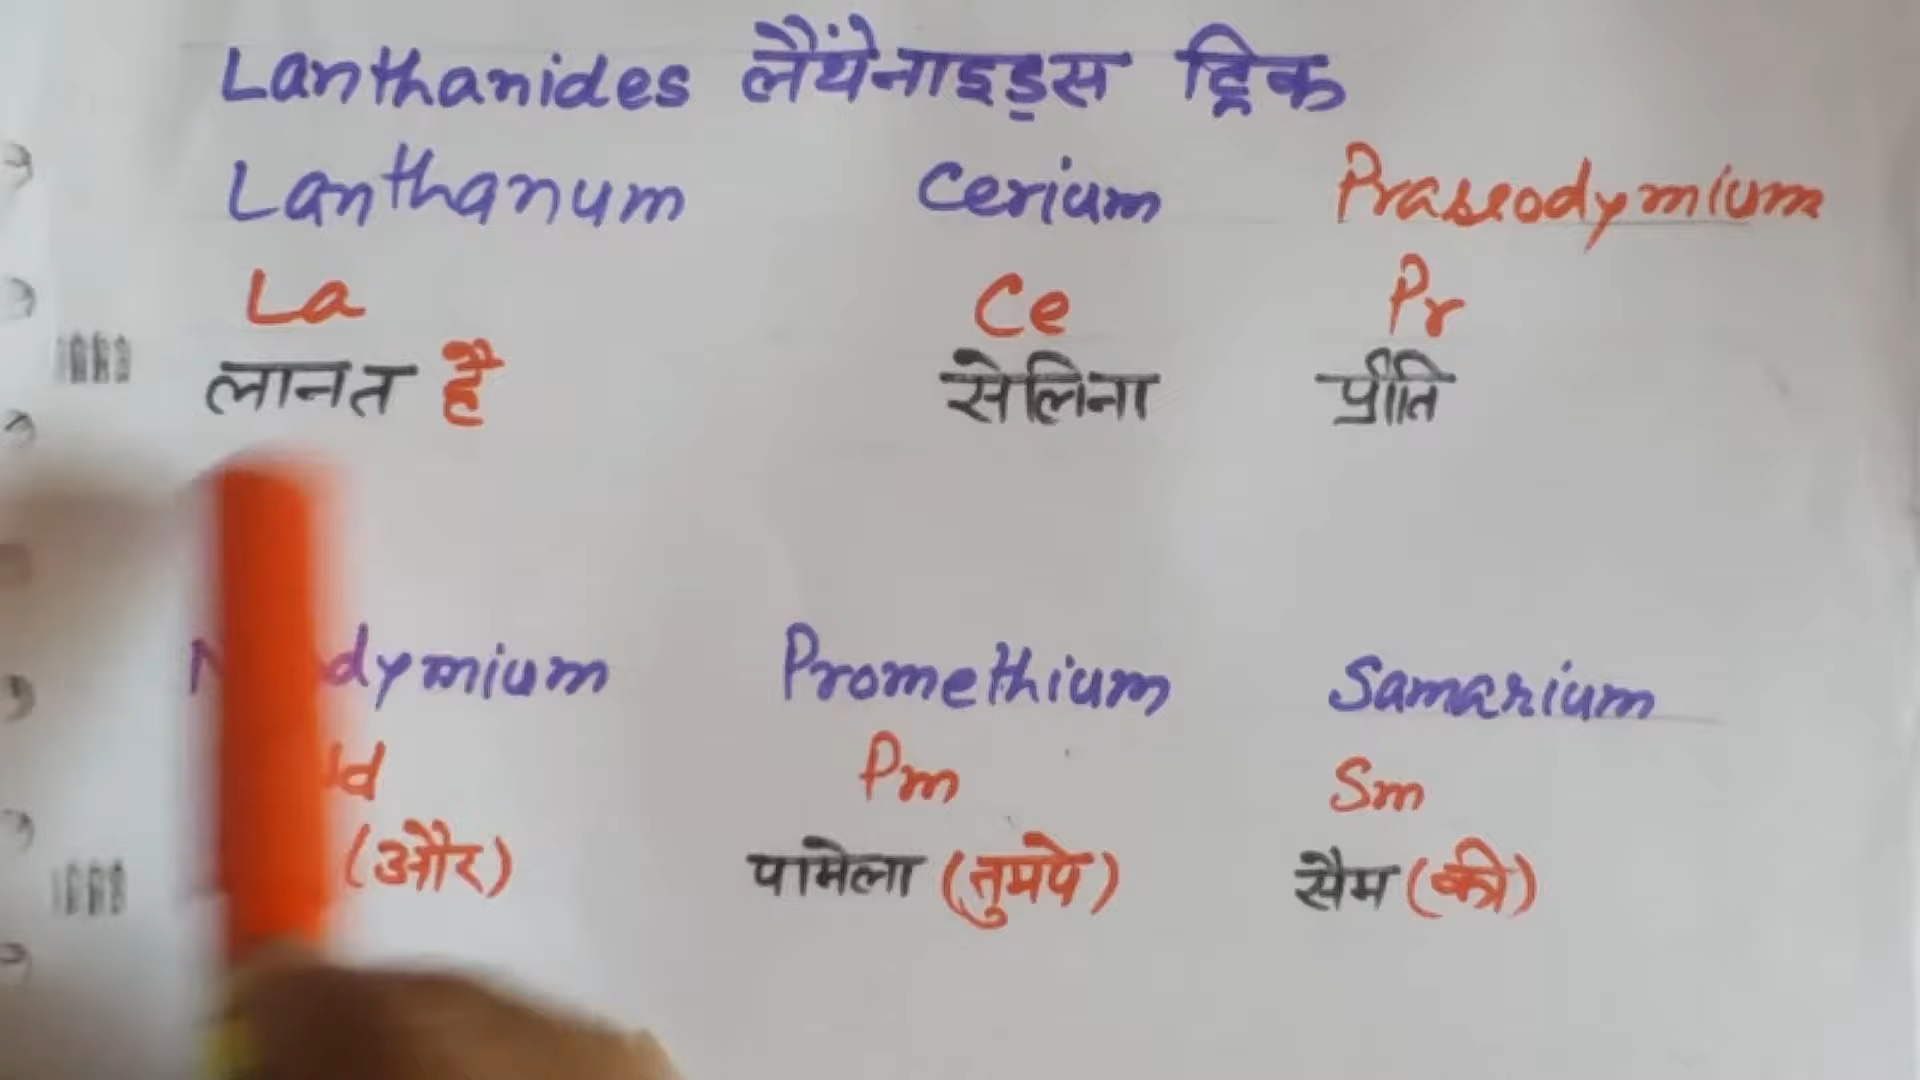 Lanthanides लैंथेनाइड्स ट्रिक
Lanthanum Cerium Praseodymium
La Ce Pr
लानत है सेलिना प्रीति
dymium Promethium Samarium
d Pm Sm
(और) पामेला (तुमपे) सैम (की)